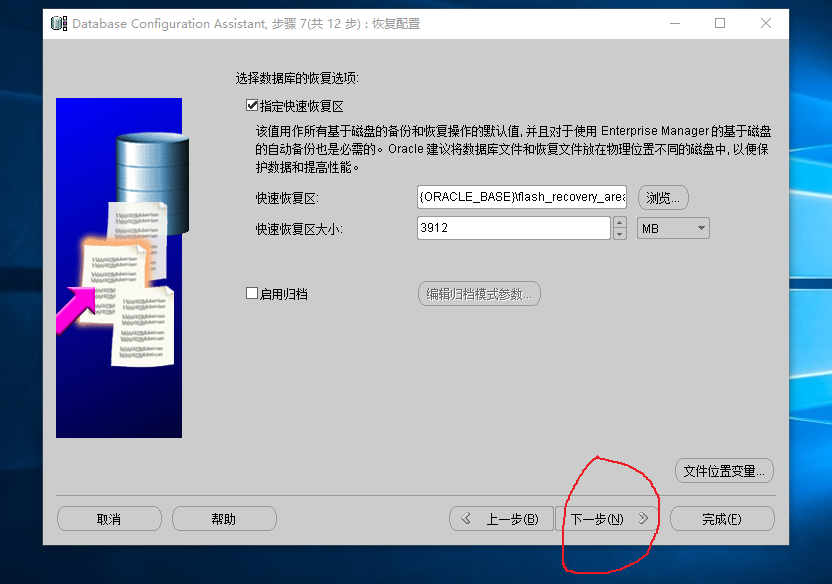 Database Configuration Assistant, 步骤 7(共 12 步) : 恢复配置
选择数据库的恢复选项:
指定快速恢复区
该值用作所有基于磁盘的备份和恢复操作的默认值, 并且对于使用 Enterprise Manager 的基于磁盘
的自动备份也是必需的。Oracle 建议将数据库文件和恢复文件放在物理位置不同的磁盘中, 以便保
护数据和提高性能。
快速恢复区: {ORACLE_BASE}\flash_recovery_area 浏览...
快速恢复区大小: 3912 MB
启用归档 编辑归档模式参数...
文件位置变量...
取消 帮助 上一步(B) 下一步(N) 完成(F)